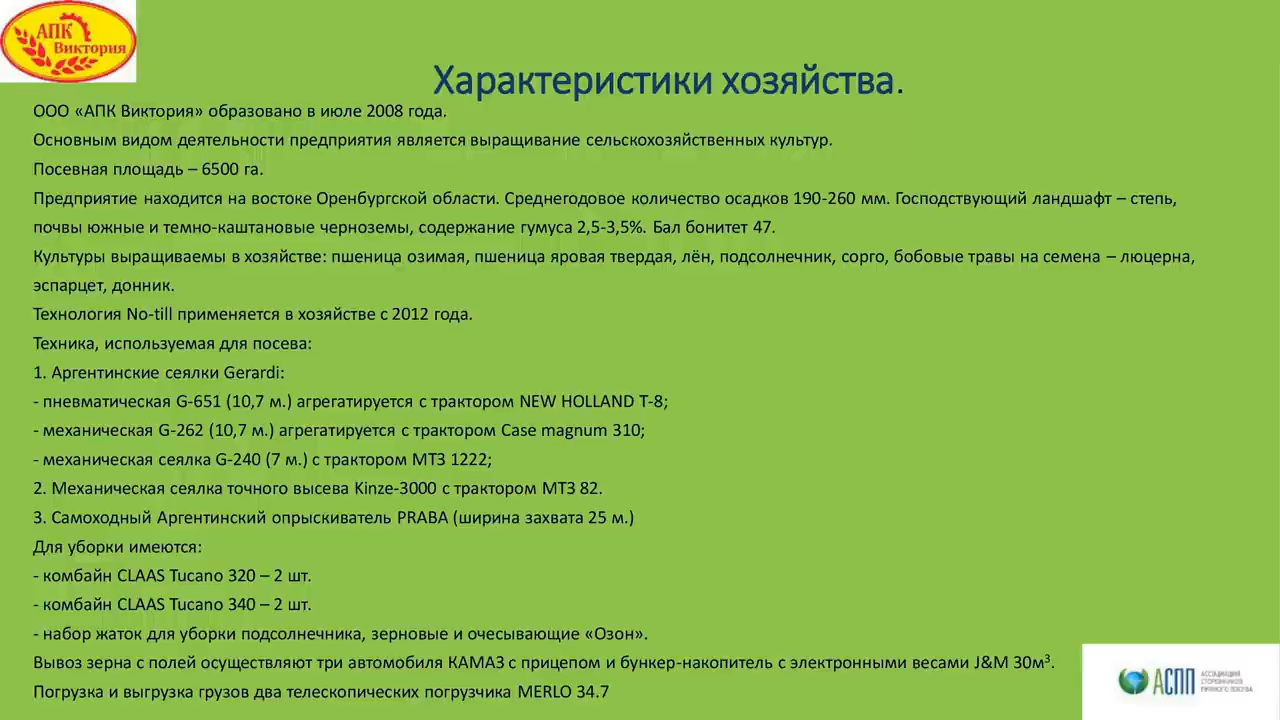 АПК
Виктория
Характеристики хозяйства.
ООО «АПК Виктория» образовано в июле 2008 года.
Основным видом деятельности предприятия является выращивание сельскохозяйственных культур.
Посевная площадь – 6500 га.
Предприятие находится на востоке Оренбургской области. Среднегодовое количество осадков 190-260 мм. Господствующий ландшафт – степь,
почвы южные и темно-каштановые черноземы, содержание гумуса 2,5-3,5%. Бал бонитет 47.
Культуры выращиваемы в хозяйстве: пшеница озимая, пшеница яровая твердая, лён, подсолнечник, сорго, бобовые травы на семена – люцерна,
эспарцет, донник.
Технология No-till применяется в хозяйстве с 2012 года.
Техника, используемая для посева:
1. Аргентинские сеялки Gerardi:
- пневматическая G-651 (10,7 м.) агрегатируется с трактором NEW HOLLAND T-8;
- механическая G-262 (10,7 м.) агрегатируется с трактором Case magnum 310;
- механическая сеялка G-240 (7 м.) с трактором МТЗ 1222;
2. Механическая сеялка точного высева Kinze-3000 с трактором МТЗ 82.
3. Самоходный Аргентинский опрыскиватель PRABA (ширина захвата 25 м.)
Для уборки имеются:
- комбайн CLAAS Tucano 320 – 2 шт.
- комбайн CLAAS Tucano 340 – 2 шт.
- набор жаток для уборки подсолнечника, зерновые и очесывающие «Озон».
Вывоз зерна с полей осуществляют три автомобиля КАМАЗ с прицепом и бункер-накопитель с электронными весами J&M 30м³.
Погрузка и выгрузка грузов два телескопических погрузчика MERLO 34.7
АСПП
АССОЦИАЦИЯ
СТОРОННИКОВ
ПРЯМОГО ПОСЕВА